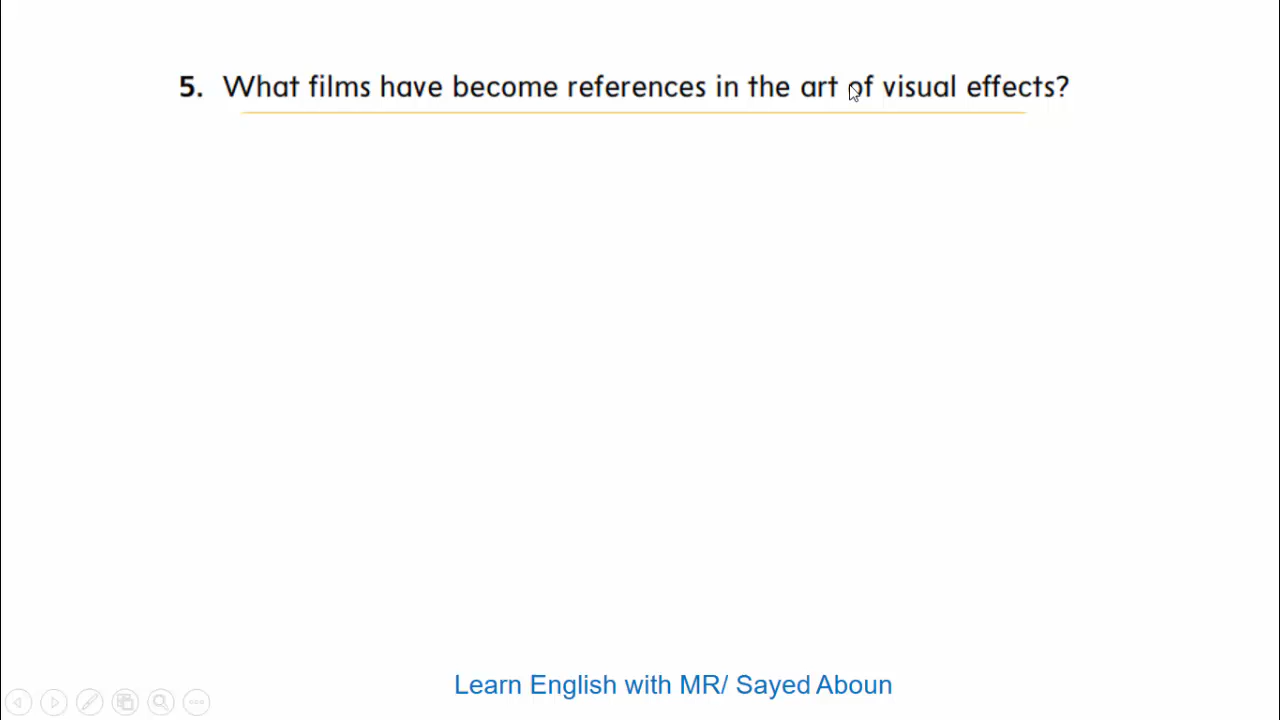 5. What films have become references in the art of visual effects?
Learn English with MR/ Sayed Aboun